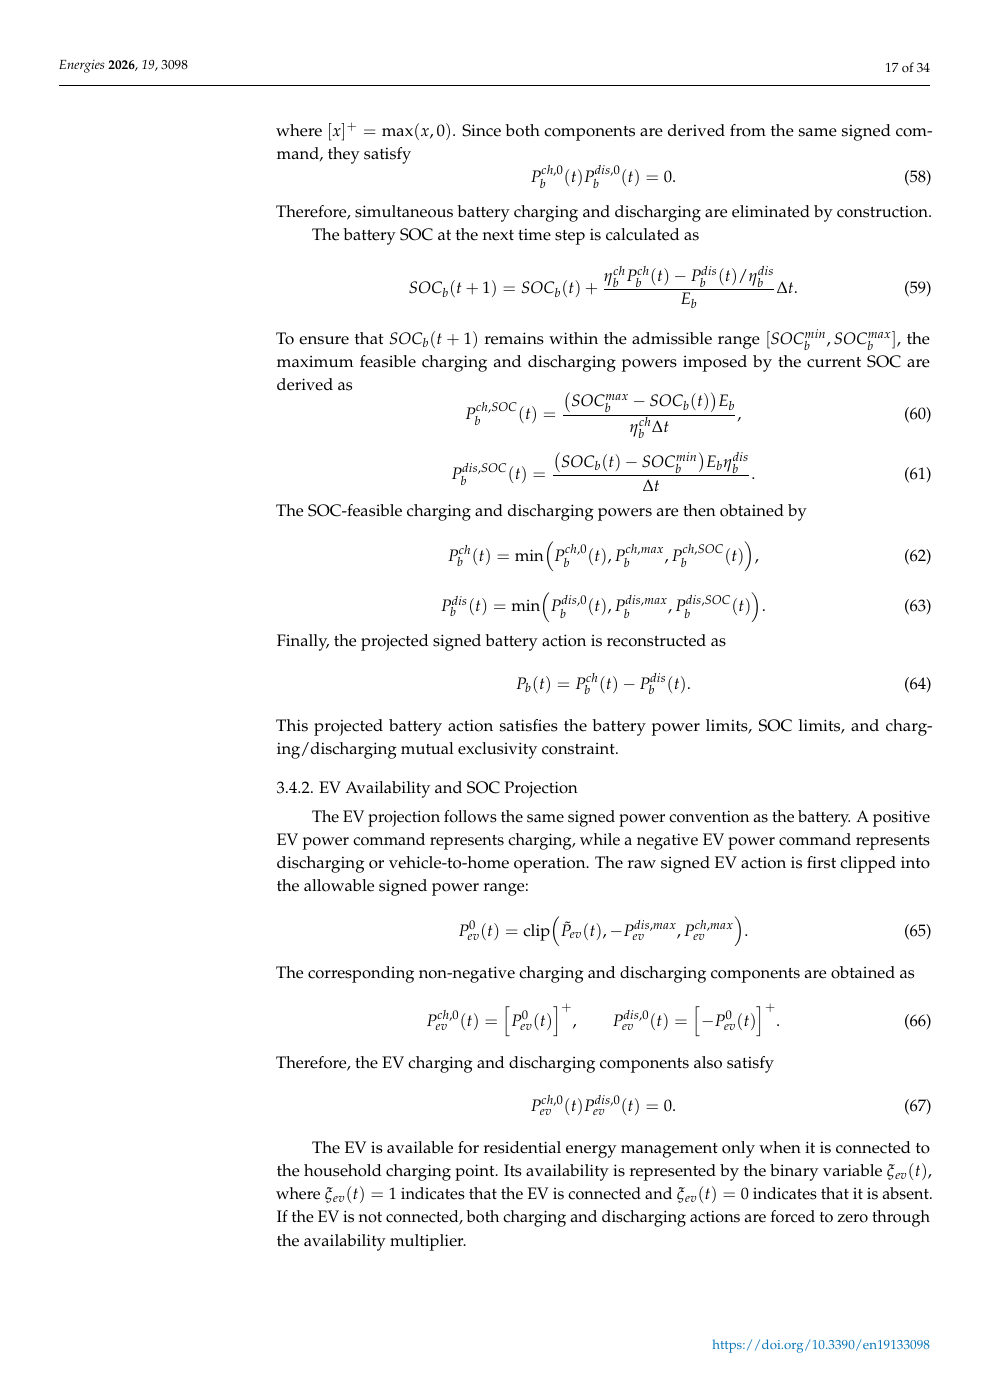 Energies 2026, 19, 3098
17 of 34
where [x]⁺ = max(x, 0). Since both components are derived from the same signed com-
mand, they satisfy
P_b^{ch,0}(t)P_b^{dis,0}(t) = 0. (58)
Therefore, simultaneous battery charging and discharging are eliminated by construction.
The battery SOC at the next time step is calculated as
SOC_b(t + 1) = SOC_b(t) + \frac{η_b^{ch}P_b^{ch}(t) − P_b^{dis}(t)/η_b^{dis}}{E_b}Δt. (59)
To ensure that SOC_b(t + 1) remains within the admissible range [SOC_b^{min}, SOC_b^{max}], the
maximum feasible charging and discharging powers imposed by the current SOC are
derived as
P_b^{ch,SOC}(t) = \frac{(SOC_b^{max} − SOC_b(t))E_b}{η_b^{ch}Δt}, (60)
P_b^{dis,SOC}(t) = \frac{(SOC_b(t) − SOC_b^{min})E_bη_b^{dis}}{Δt}. (61)
The SOC-feasible charging and discharging powers are then obtained by
P_b^{ch}(t) = min(P_b^{ch,0}(t), P_b^{ch,max}, P_b^{ch,SOC}(t)), (62)
P_b^{dis}(t) = min(P_b^{dis,0}(t), P_b^{dis,max}, P_b^{dis,SOC}(t)). (63)
Finally, the projected signed battery action is reconstructed as
P_b(t) = P_b^{ch}(t) − P_b^{dis}(t). (64)
This projected battery action satisfies the battery power limits, SOC limits, and charg-
ing/discharging mutual exclusivity constraint.
3.4.2. EV Availability and SOC Projection
The EV projection follows the same signed power convention as the battery. A positive
EV power command represents charging, while a negative EV power command represents
discharging or vehicle-to-home operation. The raw signed EV action is first clipped into
the allowable signed power range:
P_{ev}^0(t) = clip(P̃_{ev}(t), −P_{ev}^{dis,max}, P_{ev}^{ch,max}). (65)
The corresponding non-negative charging and discharging components are obtained as
P_{ev}^{ch,0}(t) = [P_{ev}^0(t)]⁺, P_{ev}^{dis,0}(t) = [−P_{ev}^0(t)]⁺. (66)
Therefore, the EV charging and discharging components also satisfy
P_{ev}^{ch,0}(t)P_{ev}^{dis,0}(t) = 0. (67)
The EV is available for residential energy management only when it is connected to
the household charging point. Its availability is represented by the binary variable ξ_{ev}(t),
where ξ_{ev}(t) = 1 indicates that the EV is connected and ξ_{ev}(t) = 0 indicates that it is absent.
If the EV is not connected, both charging and discharging actions are forced to zero through
the availability multiplier.
https://doi.org/10.3390/en19133098